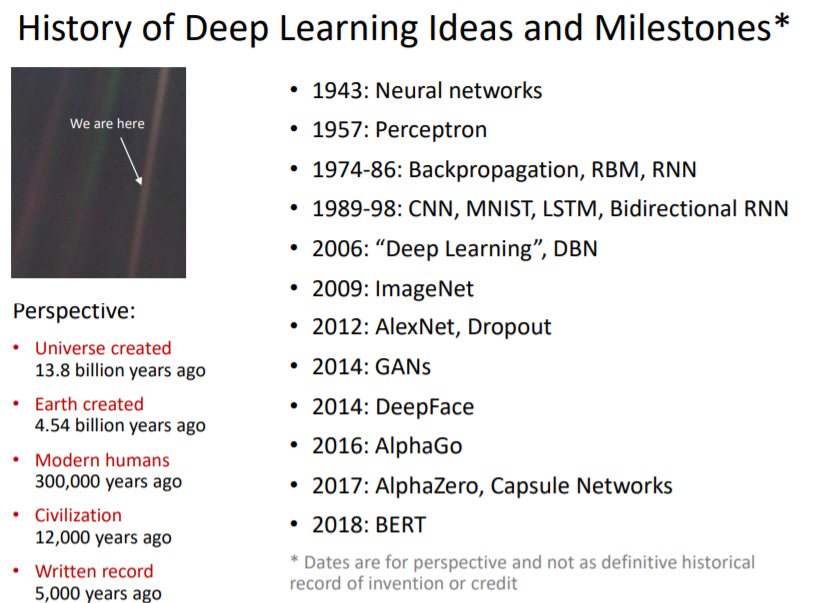 History of Deep Learning Ideas and Milestones*
We are here
Perspective:
• Universe created
13.8 billion years ago
• Earth created
4.54 billion years ago
• Modern humans
300,000 years ago
• Civilization
12,000 years ago
• Written record
5,000 years ago
• 1943: Neural networks
• 1957: Perceptron
• 1974-86: Backpropagation, RBM, RNN
• 1989-98: CNN, MNIST, LSTM, Bidirectional RNN
• 2006: “Deep Learning”, DBN
• 2009: ImageNet
• 2012: AlexNet, Dropout
• 2014: GANs
• 2014: DeepFace
• 2016: AlphaGo
• 2017: AlphaZero, Capsule Networks
• 2018: BERT
* Dates are for perspective and not as definitive historical
record of invention or credit